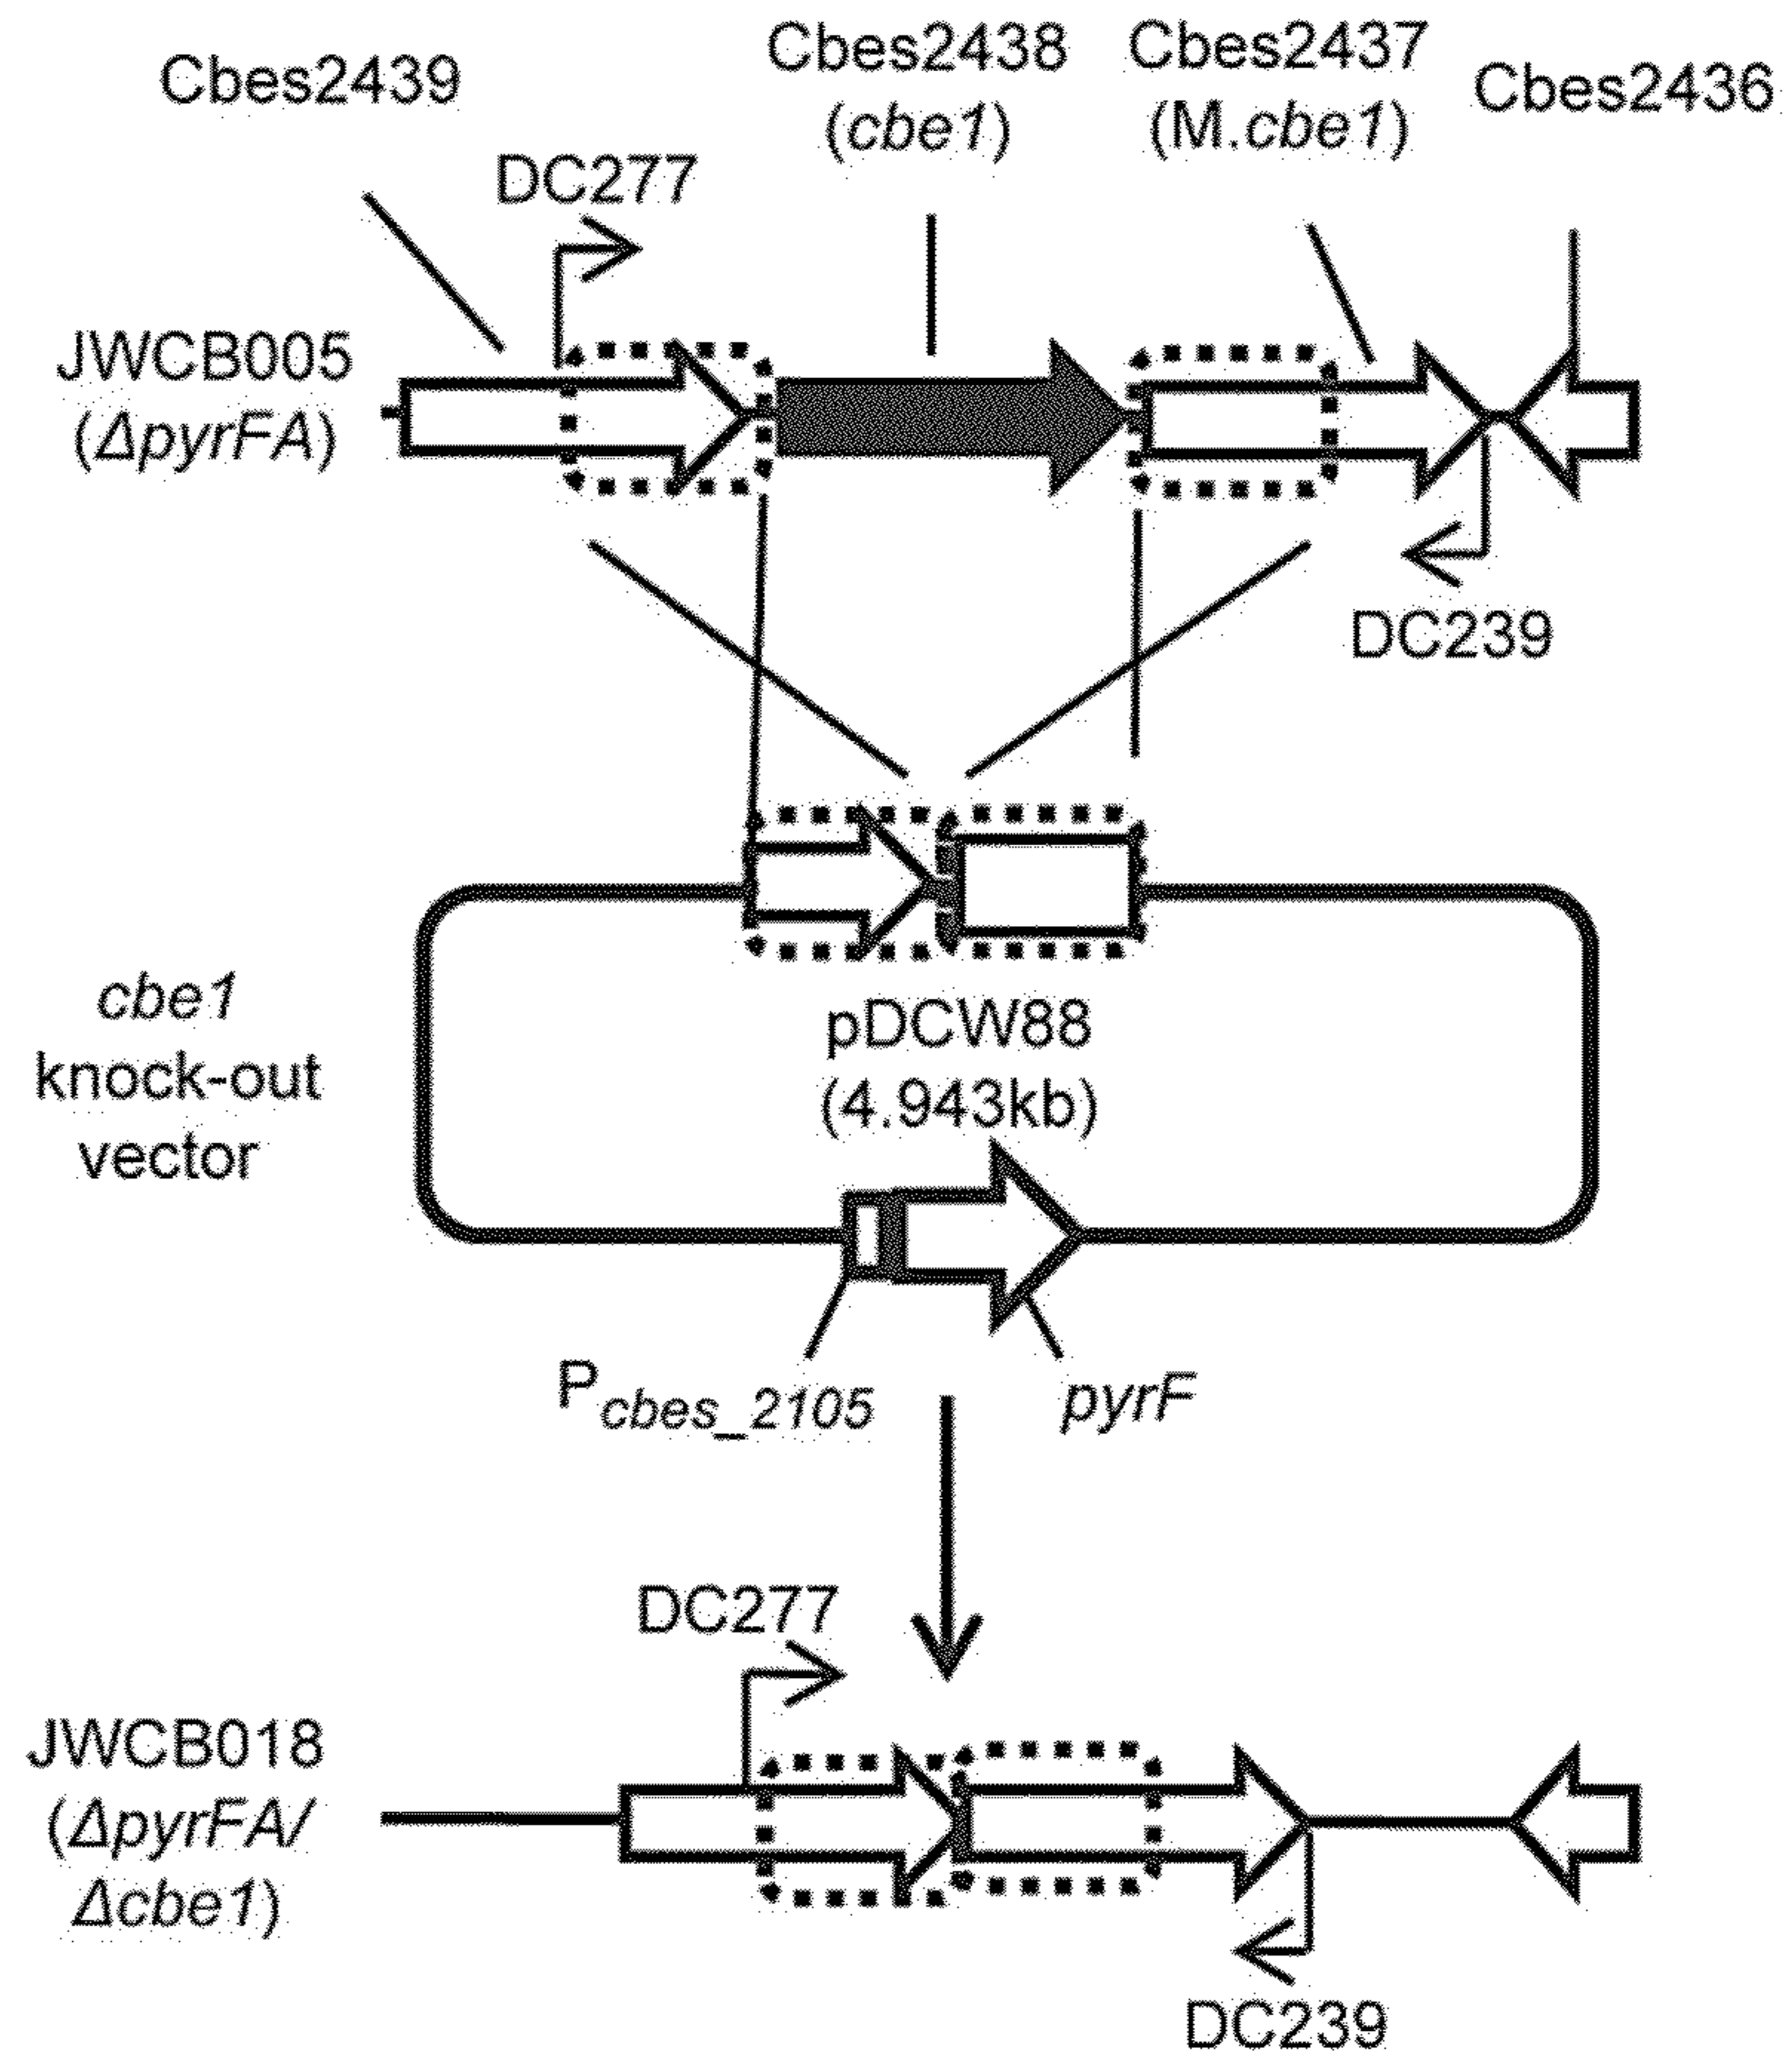 Cbes2439
Cbes2438
(cbe1)
Cbes2437
(M.cbe1)
Cbes2436
DC277
JWCB005
(ΔpyrFA)
DC239
cbe1
knock-out
vector
pDCW88
(4.943kb)
Pcbes_2105
pyrF
DC277
JWCB018
(ΔpyrFA/
Δcbe1)
DC239